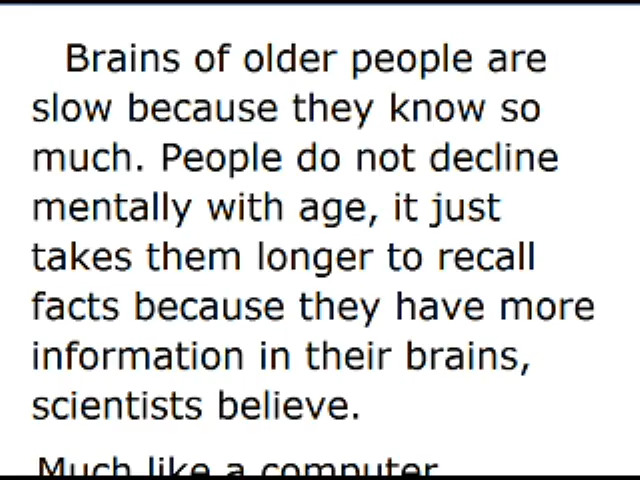 Brains of older people are
slow because they know so
much. People do not decline
mentally with age, it just
takes them longer to recall
facts because they have more
information in their brains,
scientists believe.
Much like a computer